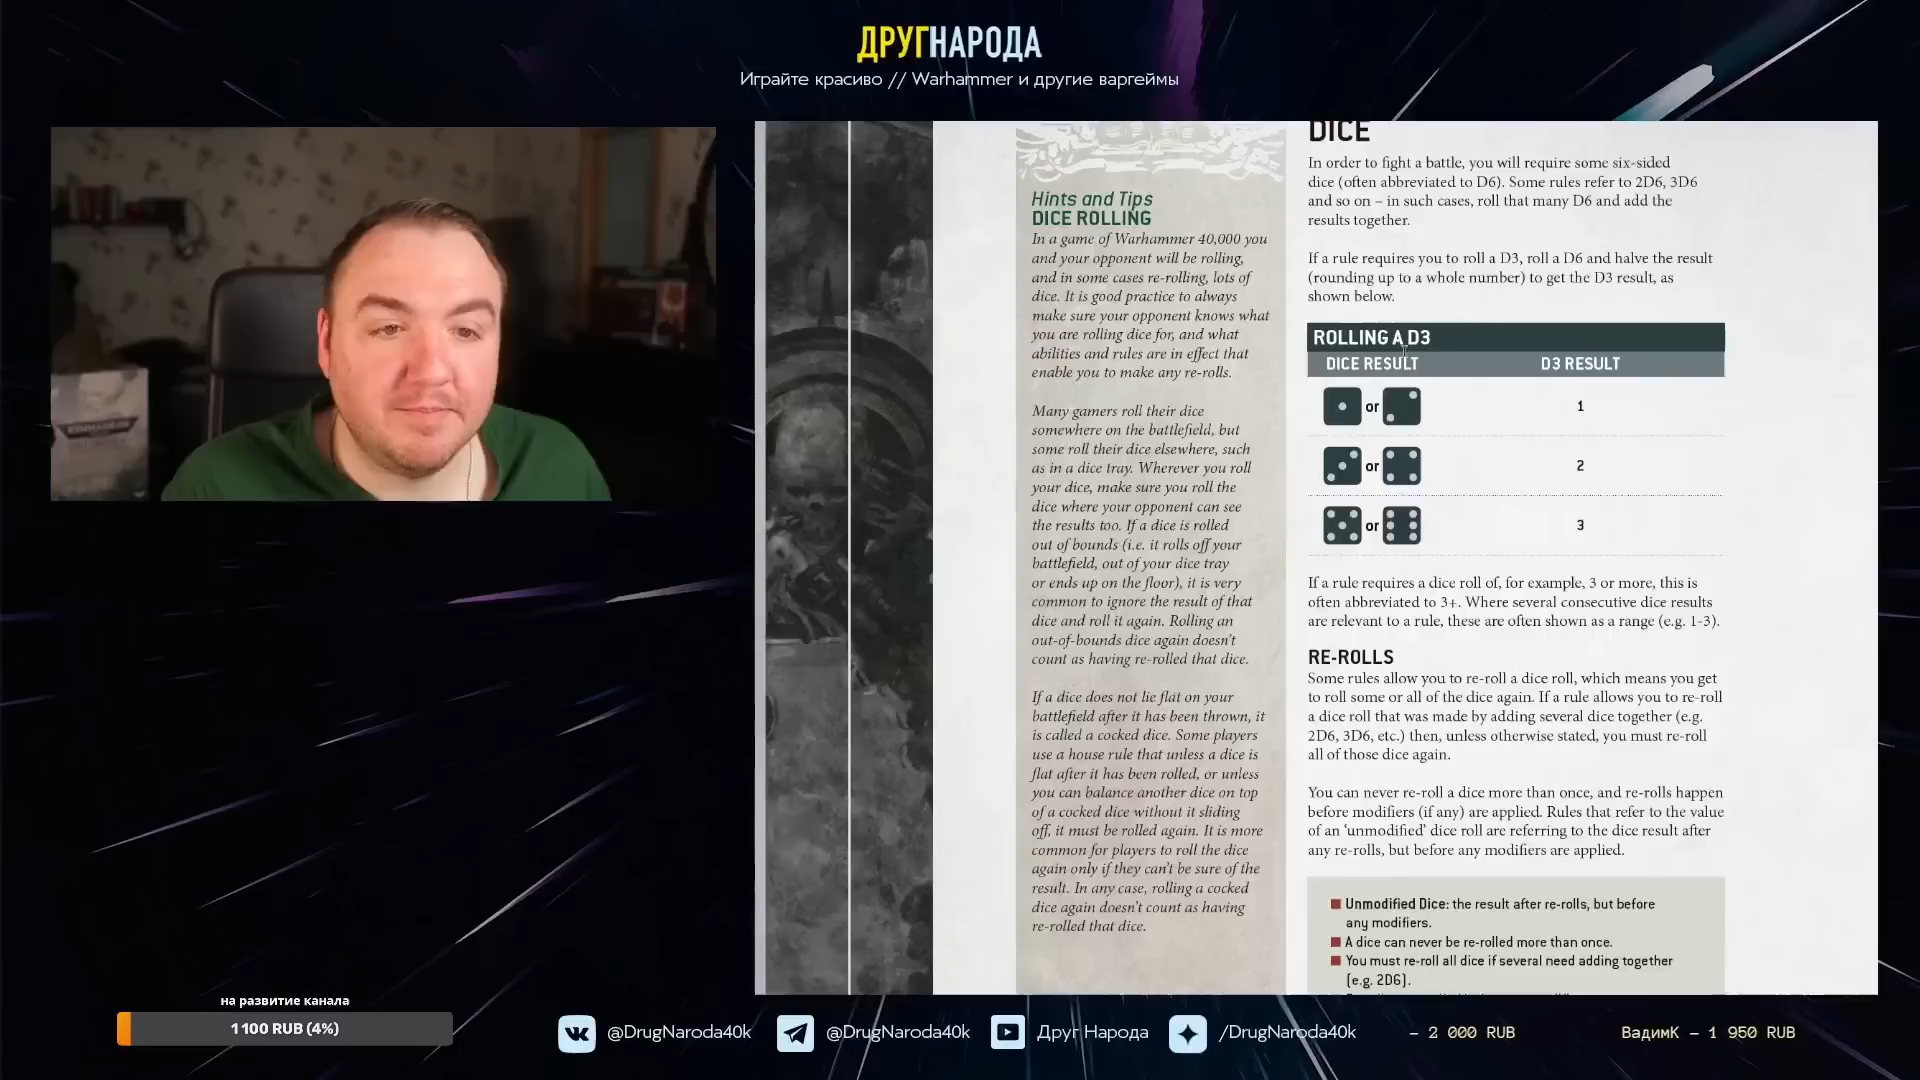 ДРУГНАРОДА
Играйте красиво // Warhammer и другие варгеймы
Hints and Tips
DICE ROLLING
In a game of Warhammer 40,000 you
and your opponent will be rolling,
and in some cases re-rolling, lots of
dice. It is good practice to always
make sure your opponent knows what
you are rolling dice for, and what
abilities and rules are in effect that
enable you to make any re-rolls.
Many gamers roll their dice
somewhere on the battlefield, but
some roll their dice elsewhere, such
as in a dice tray. Wherever you roll
your dice, make sure you roll the
dice where your opponent can see
the results too. If a dice is rolled
out of bounds (i.e. it rolls off your
battlefield, out of your dice tray
or ends up on the floor), it is very
common to ignore the result of that
dice and roll it again. Rolling an
out-of-bounds dice again doesn't
count as having re-rolled that dice.
If a dice does not lie flat on your
battlefield after it has been thrown, it
is called a cocked dice. Some players
use a house rule that unless a dice is
flat after it has been rolled, or unless
you can balance another dice on top
of a cocked dice without it sliding
off, it must be rolled again. It is more
common for players to roll the dice
again only if they can't be sure of the
result. In any case, rolling a cocked
dice again doesn't count as having
re-rolled that dice.
DICE
In order to fight a battle, you will require some six-sided
dice (often abbreviated to D6). Some rules refer to 2D6, 3D6
and so on – in such cases, roll that many D6 and add the
results together.
If a rule requires you to roll a D3, roll a D6 and halve the result
(rounding up to a whole number) to get the D3 result, as
shown below.
ROLLING A D3
DICE RESULT D3 RESULT
or 1
or 2
or 3
If a rule requires a dice roll of, for example, 3 or more, this is
often abbreviated to 3+. Where several consecutive dice results
are relevant to a rule, these are often shown as a range (e.g. 1-3).
RE-ROLLS
Some rules allow you to re-roll a dice roll, which means you get
to roll some or all of the dice again. If a rule allows you to re-roll
a dice roll that was made by adding several dice together (e.g.
2D6, 3D6, etc.) then, unless otherwise stated, you must re-roll
all of those dice again.
You can never re-roll a dice more than once, and re-rolls happen
before modifiers (if any) are applied. Rules that refer to the value
of an 'unmodified' dice roll are referring to the dice result after
any re-rolls, but before any modifiers are applied.
■ Unmodified Dice: the result after re-rolls, but before
any modifiers.
■ A dice can never be re-rolled more than once.
■ You must re-roll all dice if several need adding together
(e.g. 2D6).
на развитие канала
1100 RUB (4%)
@DrugNaroda40k @DrugNaroda40k Друг Народа /DrugNaroda40k – 2 000 RUB ВадимК – 1 950 RUB